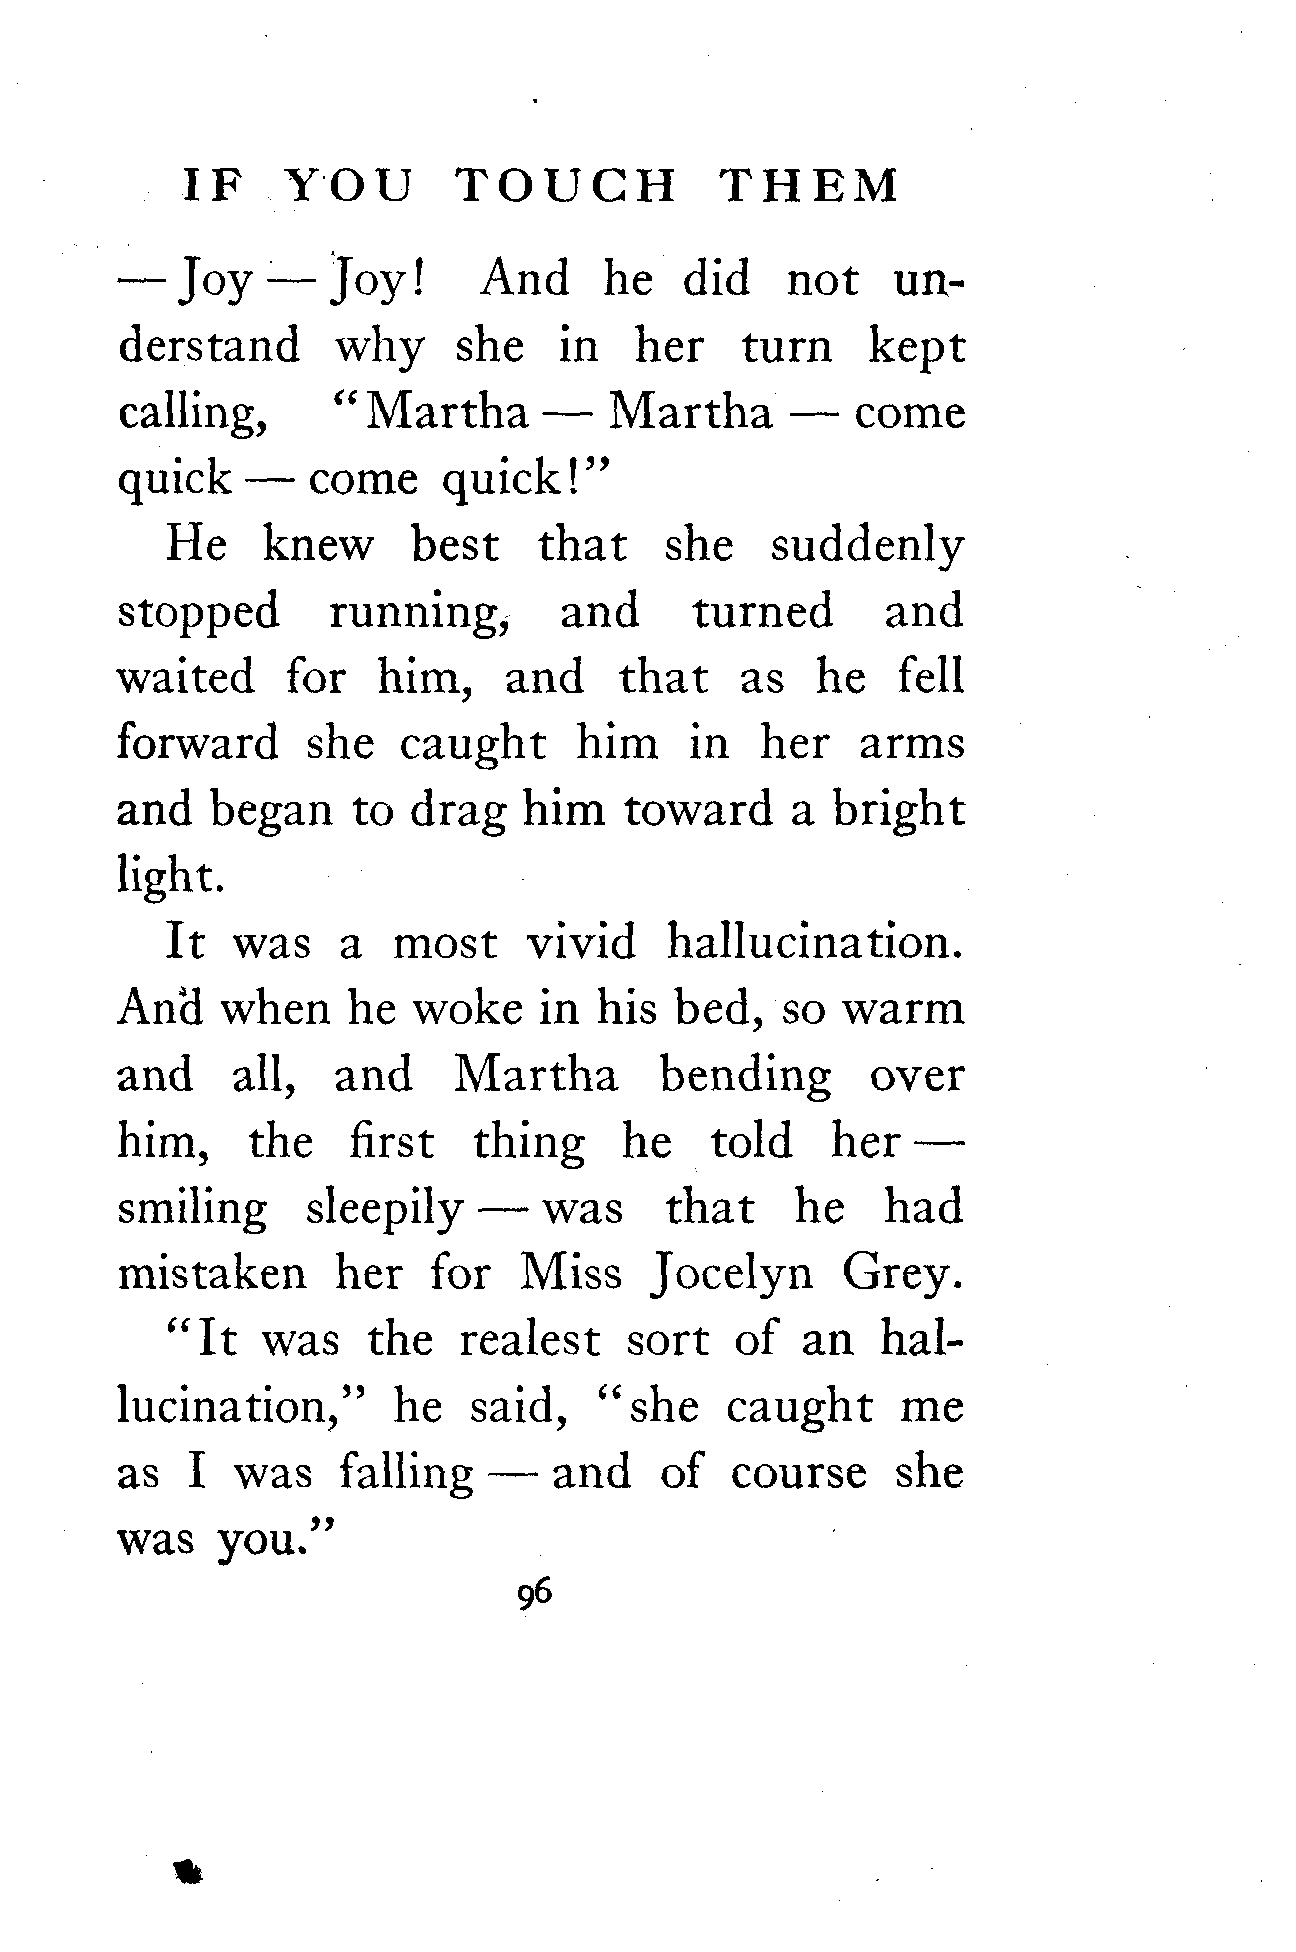 IF YOU TOUCH THEM
— Joy — Joy! And he did not un-
derstand why she in her turn kept
calling, “Martha — Martha — come
quick — come quick!”
He knew best that she suddenly
stopped running, and turned and
waited for him, and that as he fell
forward she caught him in her arms
and began to drag him toward a bright
light.
It was a most vivid hallucination.
And when he woke in his bed, so warm
and all, and Martha bending over
him, the first thing he told her —
smiling sleepily — was that he had
mistaken her for Miss Jocelyn Grey.
“It was the realest sort of an hal-
lucination,” he said, “she caught me
as I was falling — and of course she
was you.”
96